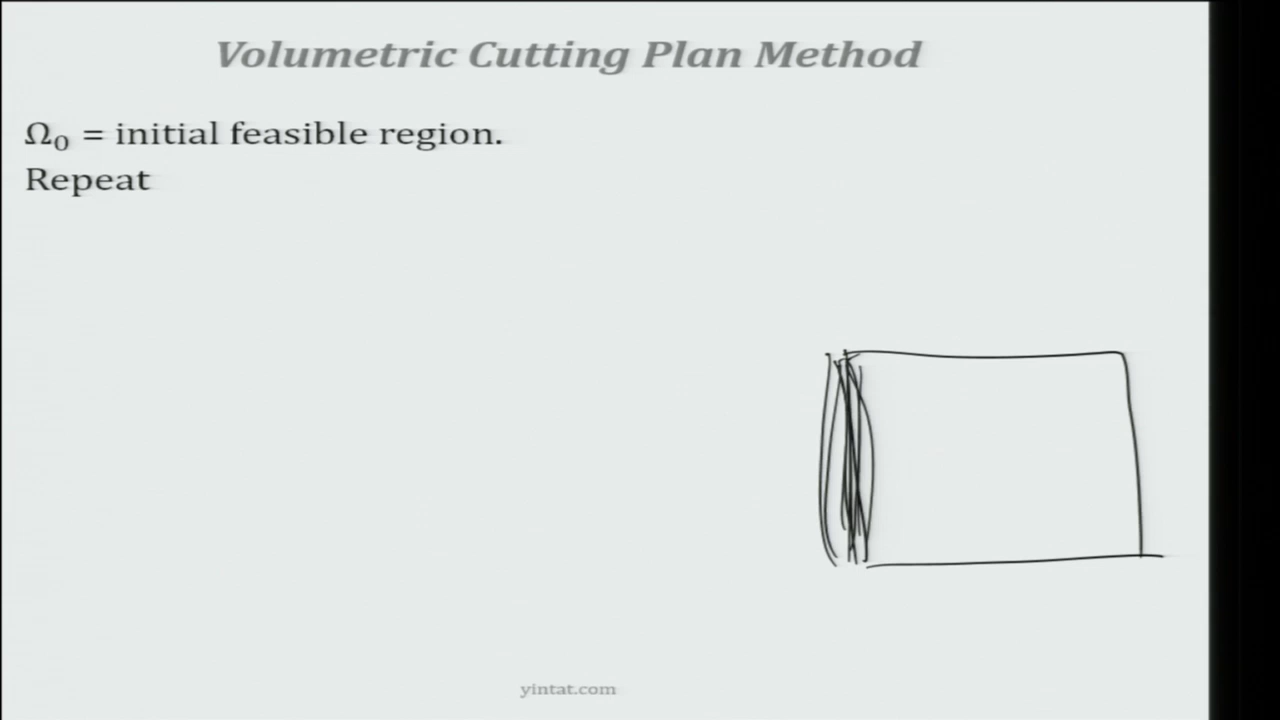 Volumetric Cutting Plan Method
Ω₀ = initial feasible region.
Repeat
yintat.com